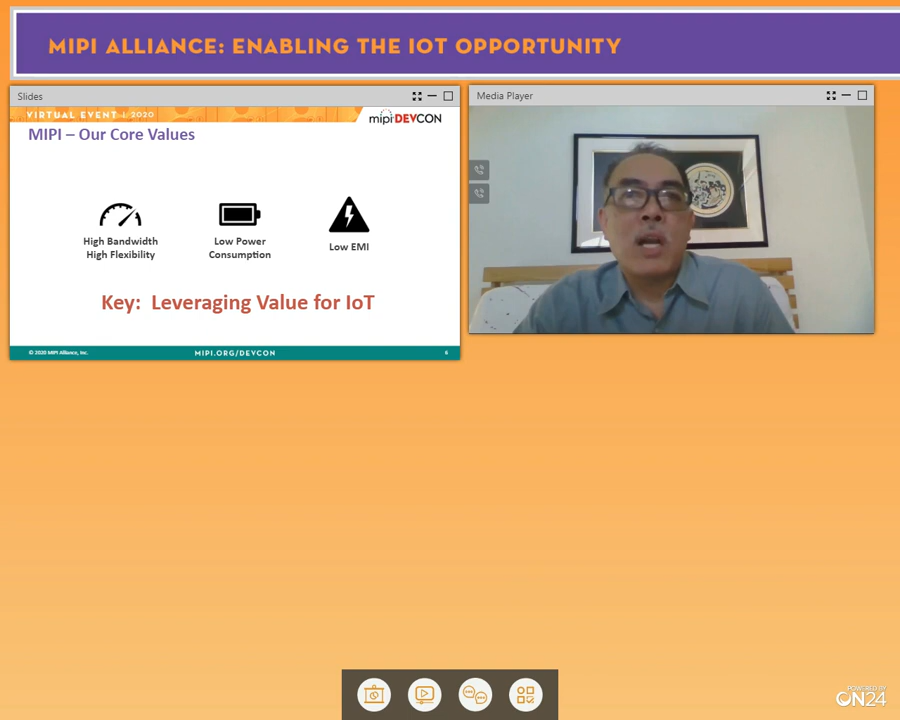 MIPI ALLIANCE: ENABLING THE IOT OPPORTUNITY
Slides
VIRTUAL EVENT | 2020
mipi DEVCON
MIPI – Our Core Values
High Bandwidth
High Flexibility
Low Power
Consumption
Low EMI
Key: Leveraging Value for IoT
© 2020 MIPI Alliance, Inc.
MIPI.ORG/DEVCON
6
Media Player
POWERED BY
ON24